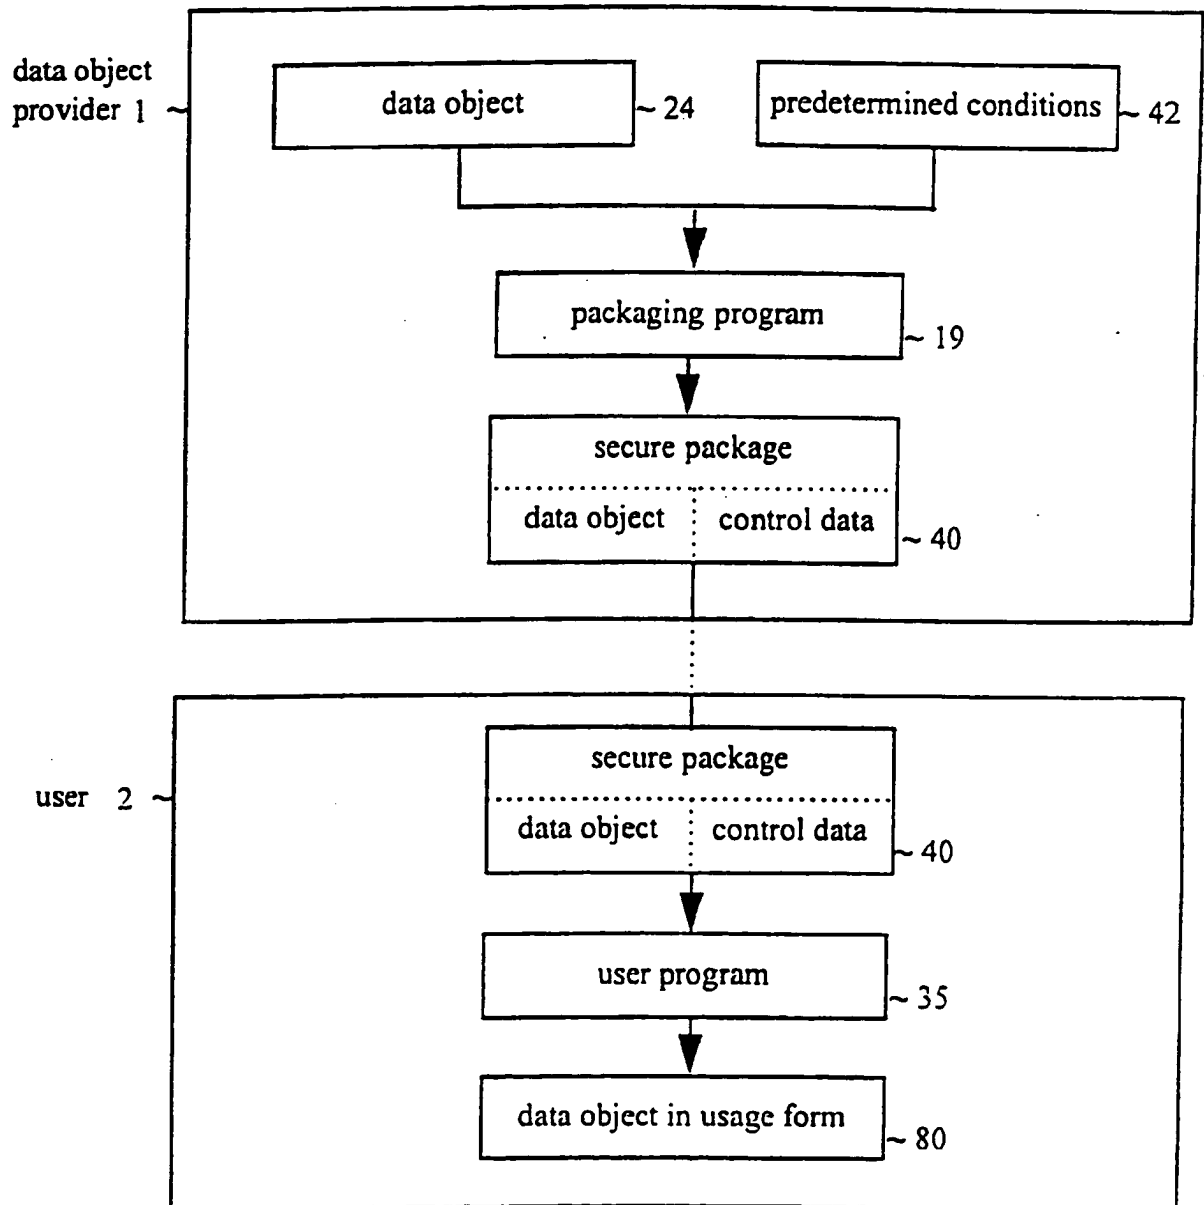 data object
provider 1 ~
data object
~ 24
predetermined conditions
~ 42
packaging program
~ 19
secure package
data object
control data
~ 40
user 2 ~
secure package
data object
control data
~ 40
user program
~ 35
data object in usage form
~ 80